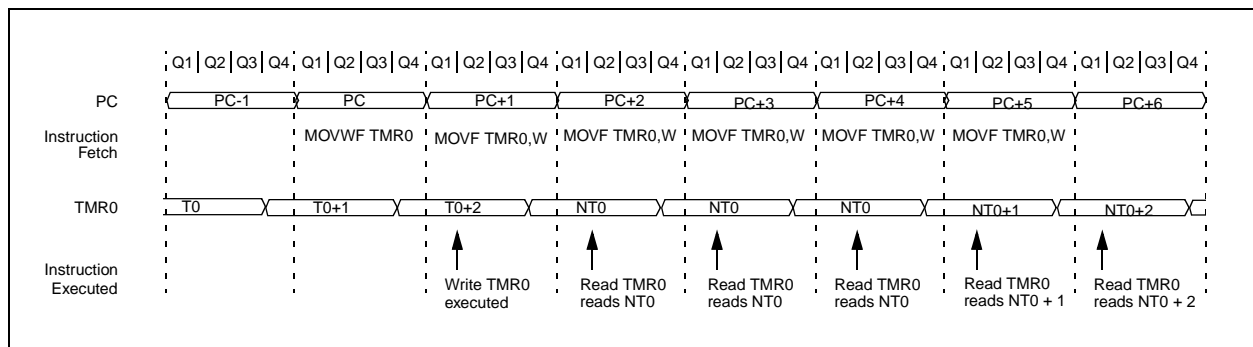 Q1 Q2 Q3 Q4 Q1 Q2 Q3 Q4 Q1 Q2 Q3 Q4 Q1 Q2 Q3 Q4 Q1 Q2 Q3 Q4 Q1 Q2 Q3 Q4 Q1 Q2 Q3 Q4 Q1 Q2 Q3 Q4
PC PC-1 PC PC+1 PC+2 PC+3 PC+4 PC+5 PC+6
Instruction
Fetch
MOVWF TMR0 MOVF TMR0,W MOVF TMR0,W MOVF TMR0,W MOVF TMR0,W MOVF TMR0,W
TMR0 T0 T0+1 T0+2 NT0 NT0 NT0 NT0+1 NT0+2
Instruction
Executed
Write TMR0
executed
Read TMR0
reads NT0
Read TMR0
reads NT0
Read TMR0
reads NT0
Read TMR0
reads NT0 + 1
Read TMR0
reads NT0 + 2